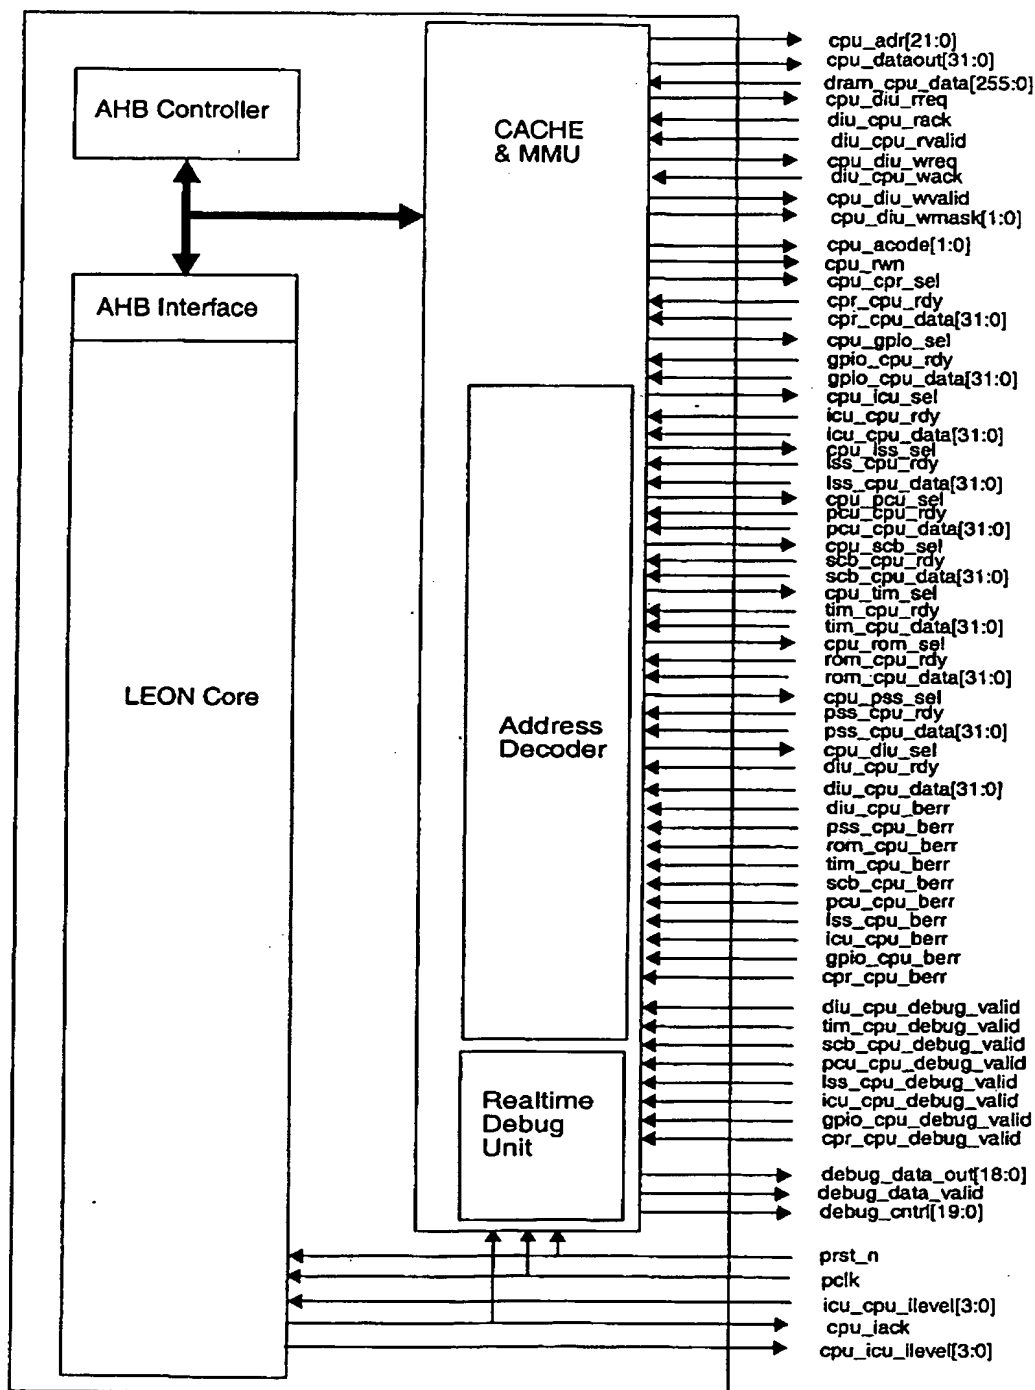 AHB Controller
CACHE
& MMU
AHB Interface
LEON Core
Address
Decoder
Realtime
Debug
Unit
cpu_adr[21:0]
cpu_dataout[31:0]
dram_cpu_data[255:0]
cpu_diu_rreq
diu_cpu_rack
diu_cpu_rvalid
cpu_diu_wreq
diu_cpu_wack
cpu_diu_wvalid
cpu_diu_wmask[1:0]
cpu_acode[1:0]
cpu_rwn
cpu_cpr_sel
cpr_cpu_rdy
cpr_cpu_data[31:0]
cpu_gpio_sel
gpio_cpu_rdy
gpio_cpu_data[31:0]
cpu_icu_sel
icu_cpu_rdy
icu_cpu_data[31:0]
cpu_lss_sel
lss_cpu_rdy
lss_cpu_data[31:0]
cpu_pcu_sel
pcu_cpu_rdy
pcu_cpu_data[31:0]
cpu_scb_sel
scb_cpu_rdy
scb_cpu_data[31:0]
cpu_tim_sel
tim_cpu_rdy
tim_cpu_data[31:0]
cpu_rom_sel
rom_cpu_rdy
rom_cpu_data[31:0]
cpu_pss_sel
pss_cpu_rdy
pss_cpu_data[31:0]
cpu_diu_sel
diu_cpu_rdy
diu_cpu_data[31:0]
diu_cpu_berr
pss_cpu_berr
rom_cpu_berr
tim_cpu_berr
scb_cpu_berr
pcu_cpu_berr
lss_cpu_berr
icu_cpu_berr
gpio_cpu_berr
cpr_cpu_berr
diu_cpu_debug_valid
tim_cpu_debug_valid
scb_cpu_debug_valid
pcu_cpu_debug_valid
lss_cpu_debug_valid
icu_cpu_debug_valid
gpio_cpu_debug_valid
cpr_cpu_debug_valid
debug_data_out[18:0]
debug_data_valid
debug_cntrl[19:0]
prst_n
pclk
icu_cpu_ilevel[3:0]
cpu_iack
cpu_icu_ilevel[3:0]